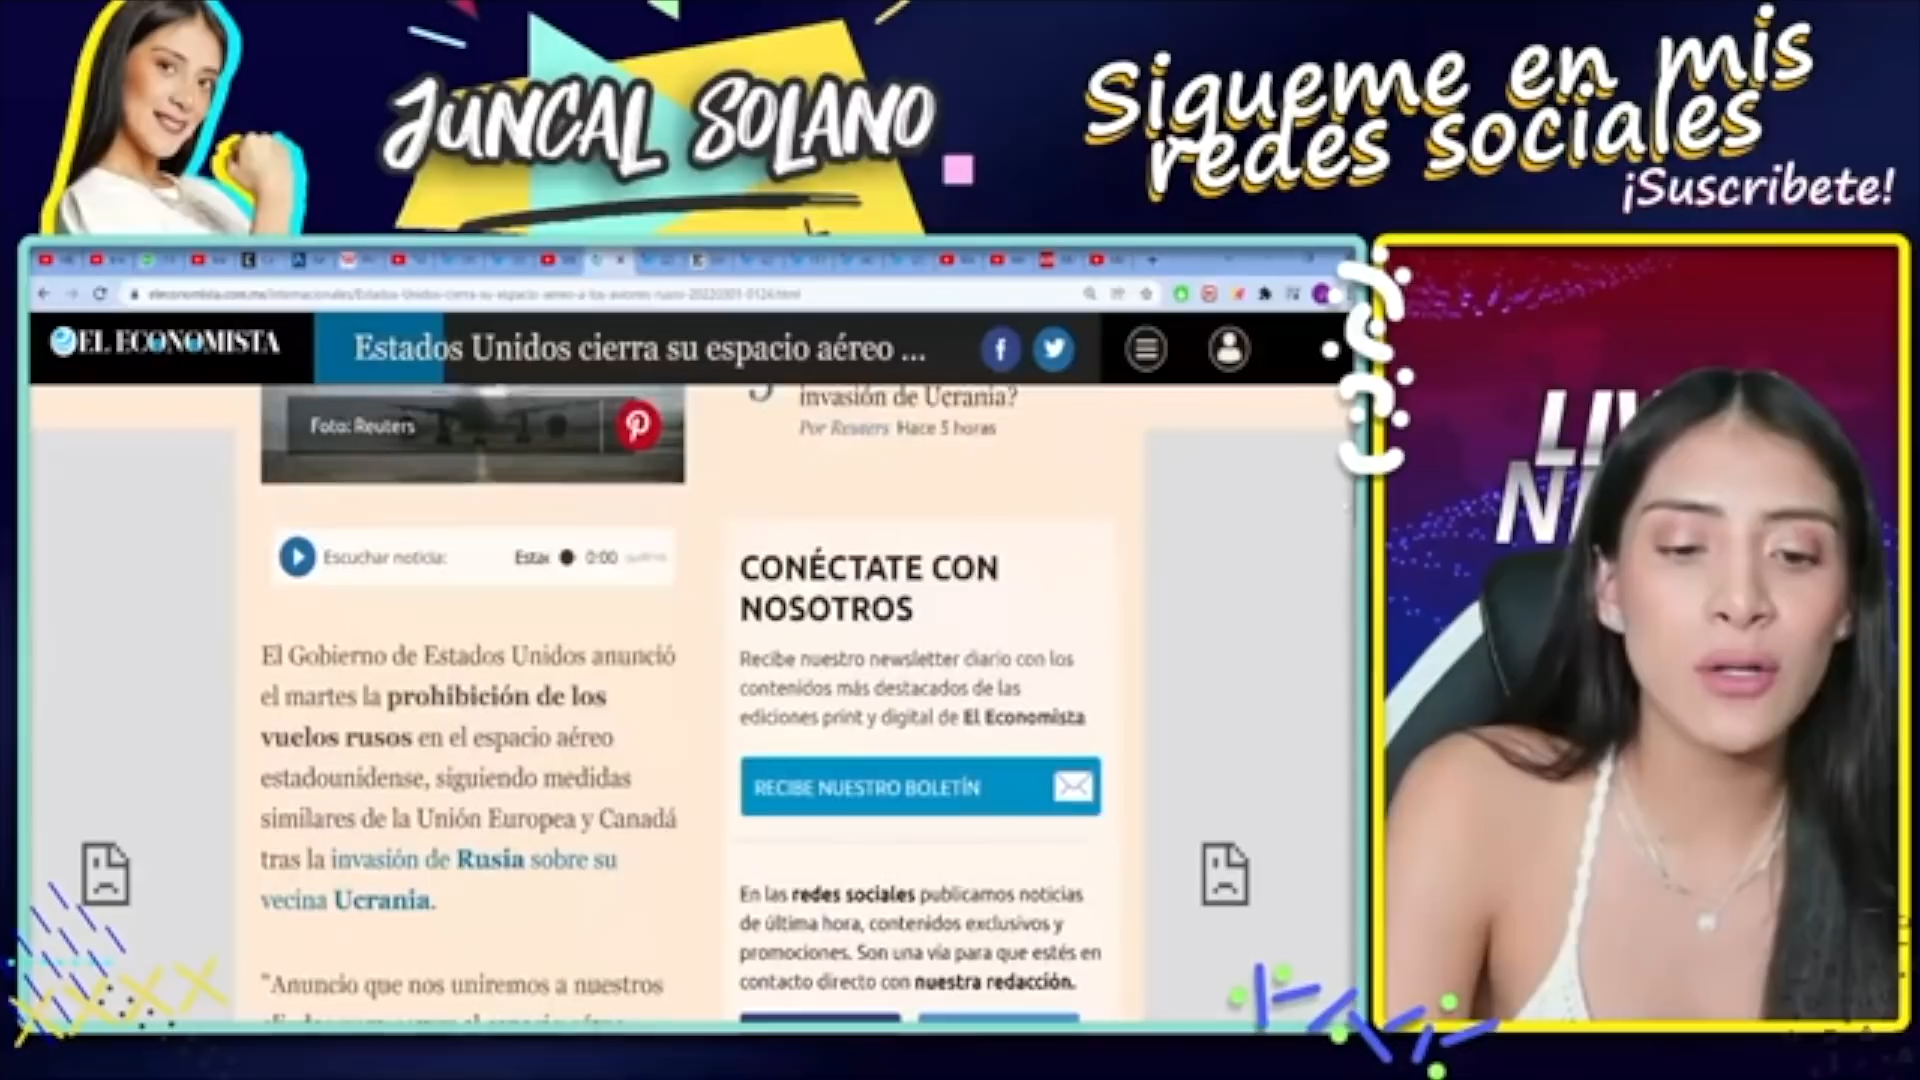 JUNCAL SOLANO
Sigueme en mis
redes sociales
¡Suscribete!
EL ECONOMISTA
Estados Unidos cierra su espacio aéreo ...
Foto: Reuters
invasión de Ucrania?
Por Reuters Hace 3 horas
Escuchar noticia:
0:00
El Gobierno de Estados Unidos anunció
el martes la prohibición de los
vuelos rusos en el espacio aéreo
estadounidense, siguiendo medidas
similares de la Unión Europea y Canadá
tras la invasión de Rusia sobre su
vecina Ucrania.
"Anuncio que nos uniremos a nuestros
CONÉCTATE CON
NOSOTROS
Recibe nuestro newsletter diario con los
contenidos más destacados de las
ediciones print y digital de El Economista
RECIBE NUESTRO BOLETÍN
En las redes sociales publicamos noticias
de última hora, contenidos exclusivos y
promociones. Son una vía para que estés en
contacto directo con nuestra redacción.